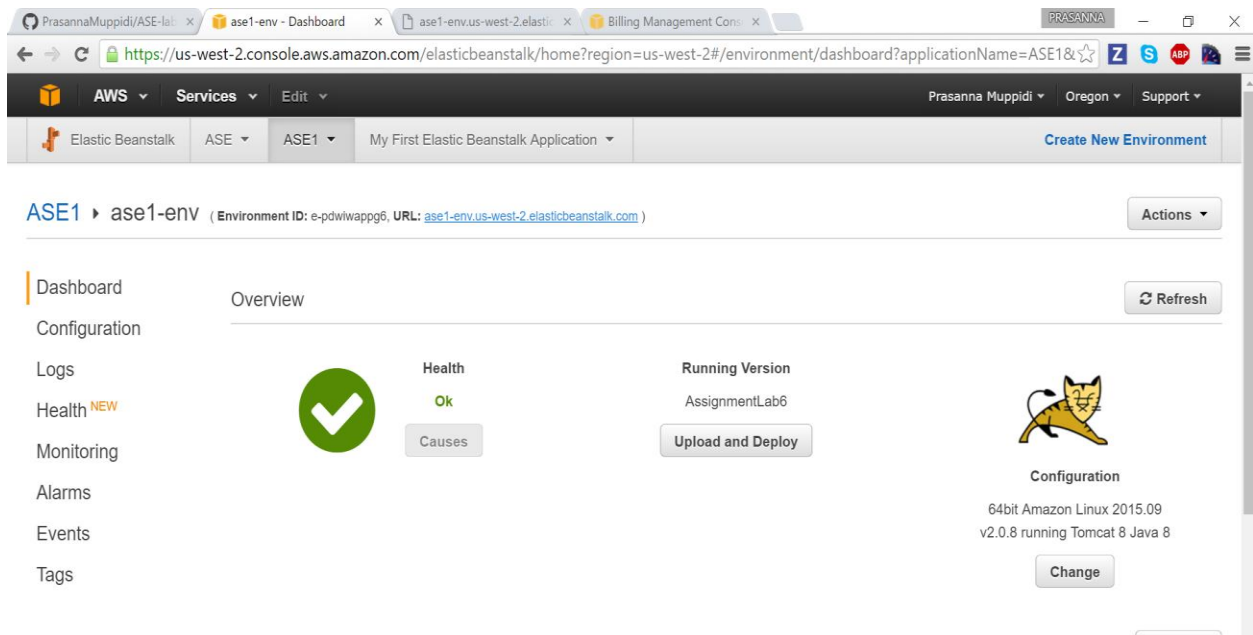 PrasannaMuppidi/ASE-lab
ase1-env - Dashboard
ase1-env.us-west-2.elastic
Billing Management Cons
PRASANNA
https://us-west-2.console.aws.amazon.com/elasticbeanstalk/home?region=us-west-2#/environment/dashboard?applicationName=ASE1&
Z
S
ABP
AWS Services Edit Prasanna Muppidi Oregon Support
Elastic Beanstalk ASE ASE1 My First Elastic Beanstalk Application Create New Environment
ASE1 ase1-env ( Environment ID: e-pdwiwappg6, URL: ase1-env.us-west-2.elasticbeanstalk.com )
Actions
Dashboard
Configuration
Logs
Health NEW
Monitoring
Alarms
Events
Tags
Overview
Refresh
Health
Ok
Causes
Running Version
AssignmentLab6
Upload and Deploy
Configuration
64bit Amazon Linux 2015.09
v2.0.8 running Tomcat 8 Java 8
Change